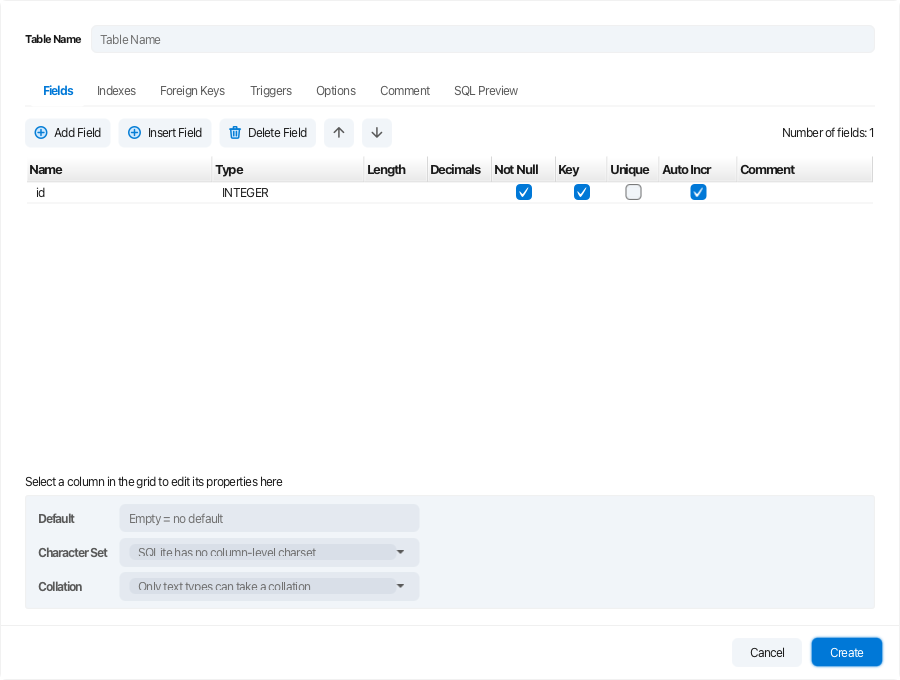 Table Name Table Name
Fields Indexes Foreign Keys Triggers Options Comment SQL Preview
Add Field Insert Field Delete Field Number of fields: 1
Name Type Length Decimals Not Null Key Unique Auto Incr Comment
id INTEGER
Select a column in the grid to edit its properties here
Default Empty = no default
Character Set SQLite has no column-level charset
Collation Only text types can take a collation
Cancel Create